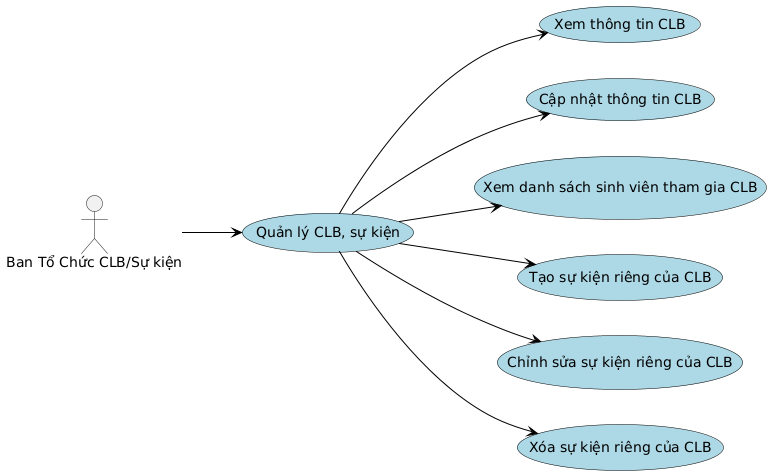 Xem thông tin CLB
Cập nhật thông tin CLB
Xem danh sách sinh viên tham gia CLB
Ban Tổ Chức CLB/Sự kiện
Quản lý CLB, sự kiện
Tạo sự kiện riêng của CLB
Chỉnh sửa sự kiện riêng của CLB
Xóa sự kiện riêng của CLB